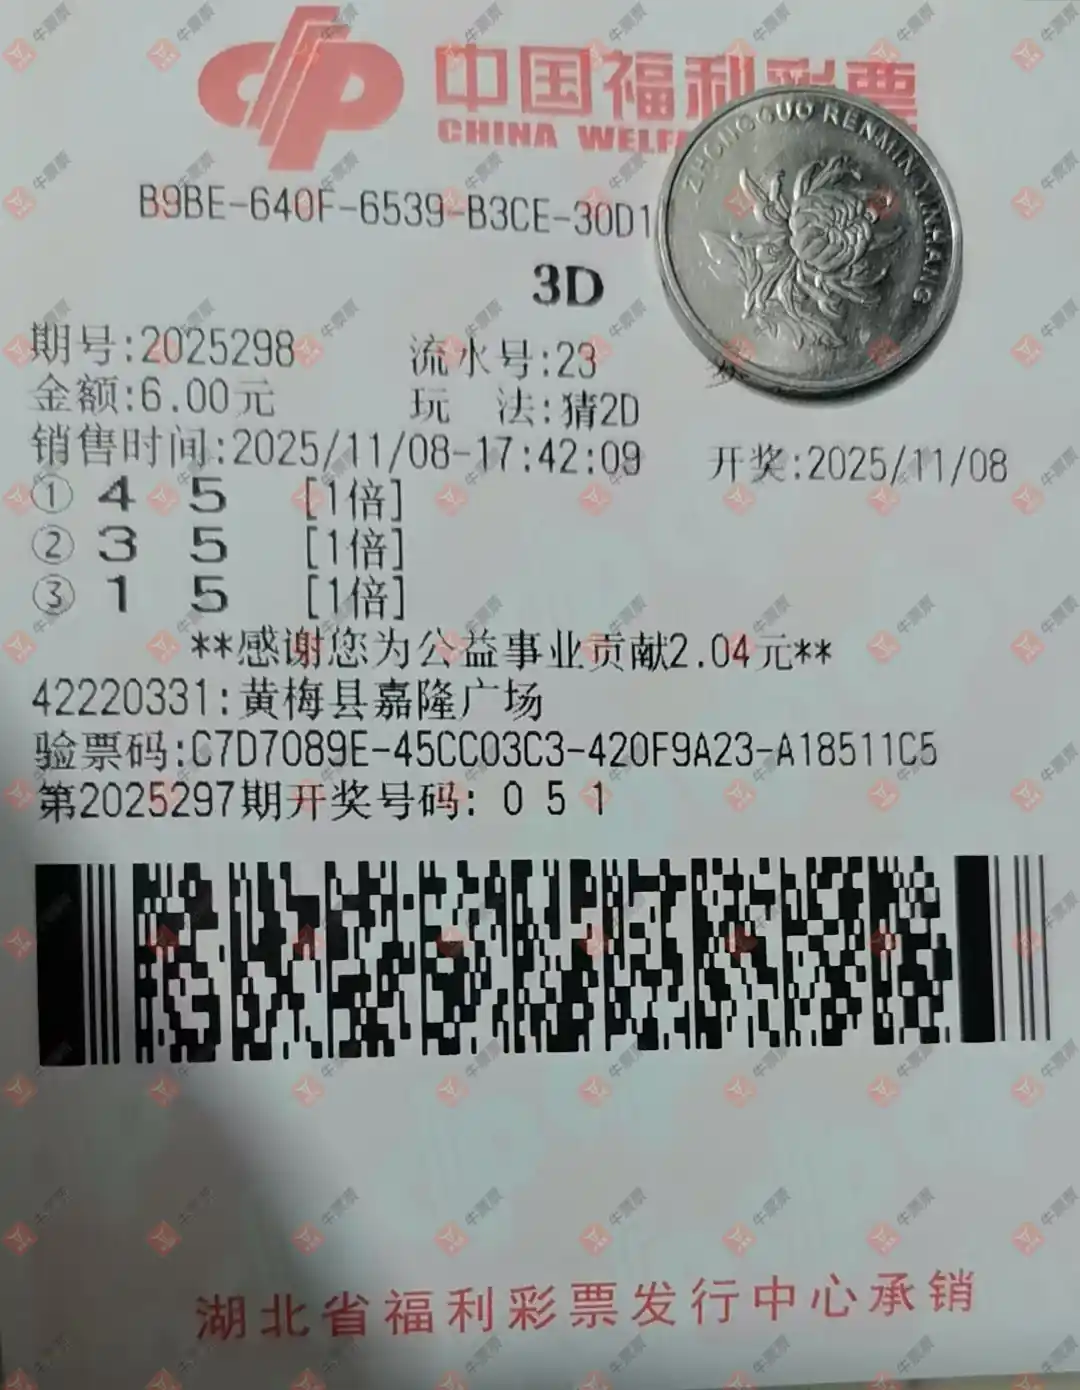 中国福利彩票
CHINA WELF
ZHONGGUO RENMIN YINHANG
B9BE-640F-6539-B3CE-30D1
3D
期号:2025298 流水号:23
金额:6.00元 玩 法:猜2D
销售时间:2025/11/08-17:42:09 开奖:2025/11/08
① 4 5 [1倍]
② 3 5 [1倍]
③ 1 5 [1倍]
**感谢您为公益事业贡献2.04元**
42220331:黄梅县嘉隆广场
验票码:C7D7089E-45CC03C3-420F9A23-A18511C5
第2025297期开奖号码: 0 5 1
湖北省福利彩票发行中心承销
牛票票